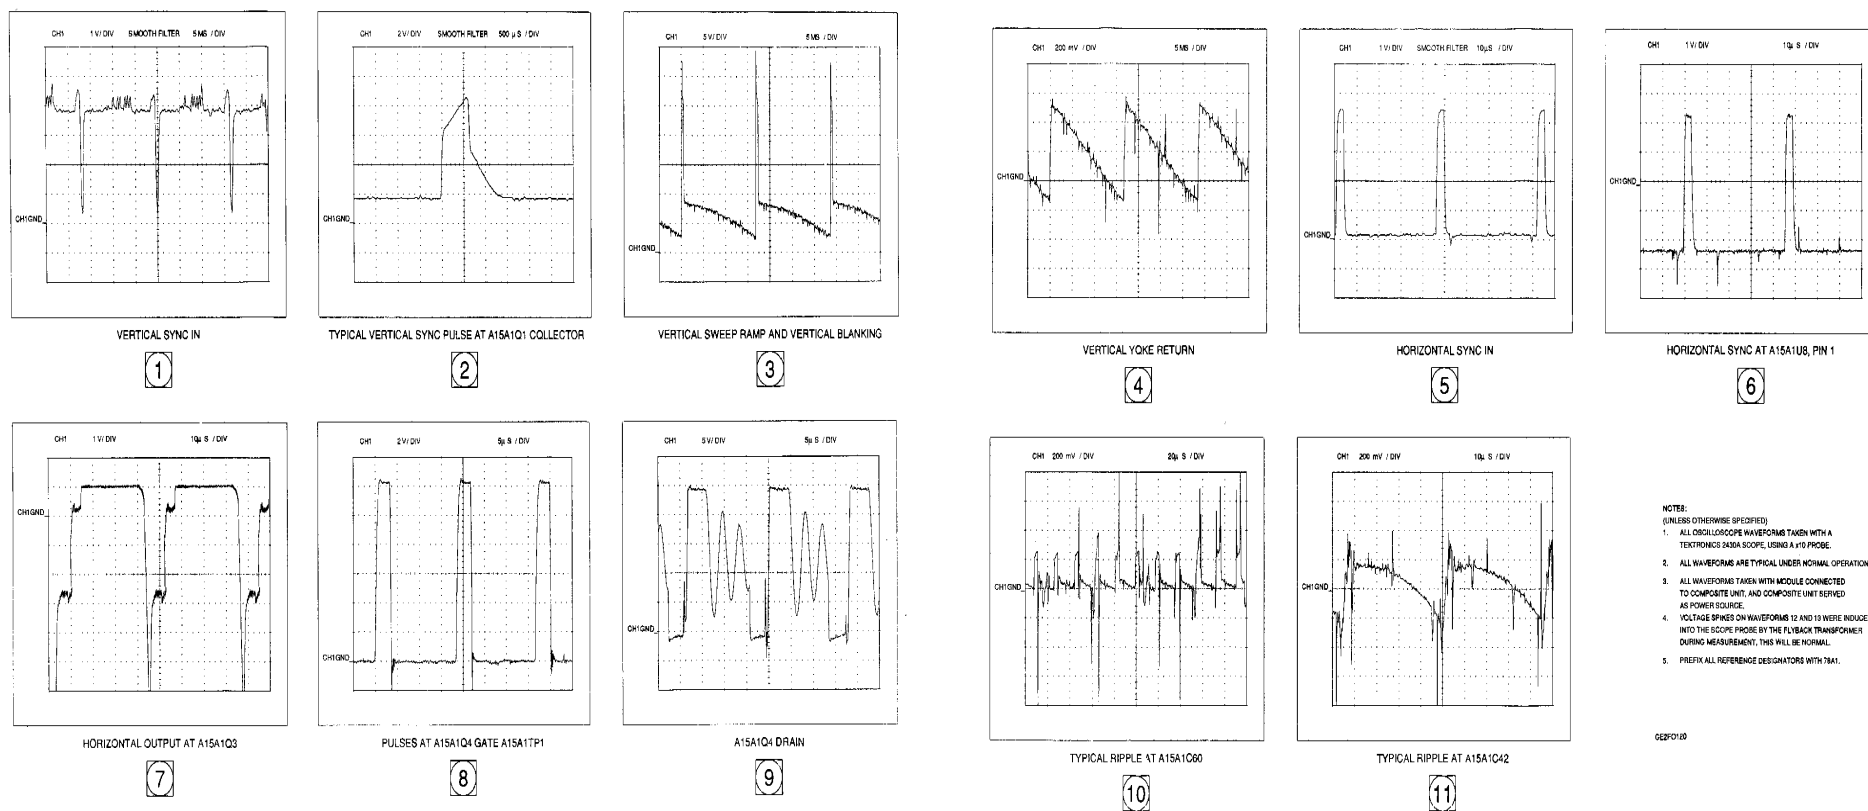 CH1 1 V/ DIV SMOOTH FILTER 5 MS / DIV
CH1GND
VERTICAL SYNC IN
1
CH1 2 V/ DIV SMOOTH FILTER 500 µ S / DIV
CH1GND
TYPICAL VERTICAL SYNC PULSE AT A15A1Q1 COLLECTOR
2
CH1 5 V/ DIV 5 MS / DIV
CH1GND
VERTICAL SWEEP RAMP AND VERTICAL BLANKING
3
CH1 200 mV / DIV 5 MS / DIV
CH1GND
VERTICAL YOKE RETURN
4
CH1 1 V/ DIV SMOOTH FILTER 10µS / DIV
CH1GND
HORIZONTAL SYNC IN
5
CH1 1 V/ DIV 10µ S / DIV
CH1GND
HORIZONTAL SYNC AT A15A1U8, PIN 1
6
CH1 1 V/ DIV 10µ S / DIV
CH1GND
HORIZONTAL OUTPUT AT A15A1Q3
7
CH1 2 V/ DIV 5µ S / DIV
CH1GND
PULSES AT A15A1Q4 GATE A15A1TP1
8
CH1 5 V/ DIV 5µ S / DIV
CH1GND
A15A1Q4 DRAIN
9
CH1 200 mV / DIV 20µ S / DIV
CH1GND
TYPICAL RIPPLE AT A15A1C60
10
CH1 200 mV / DIV 10µ S / DIV
CH1GND
TYPICAL RIPPLE AT A15A1C42
11
NOTES:
(UNLESS OTHERWISE SPECIFIED)
1. ALL OSCILLOSCOPE WAVEFORMS TAKEN WITH A
TEKTRONICS 2430A SCOPE, USING A x10 PROBE.
2. ALL WAVEFORMS ARE TYPICAL UNDER NORMAL OPERATION
3. ALL WAVEFORMS TAKEN WITH MODULE CONNECTED
TO COMPOSITE UNIT, AND COMPOSITE UNIT SERVED
AS POWER SOURCE.
4. VOLTAGE SPIKES ON WAVEFORMS 12 AND 13 WERE INDUCE
INTO THE SCOPE PROBE BY THE FLYBACK TRANSFORMER
DURING MEASUREMENT, THIS WILL BE NORMAL.
5. PREFIX ALL REFERENCE DESIGNATORS WITH 78A1.
GE2FO120